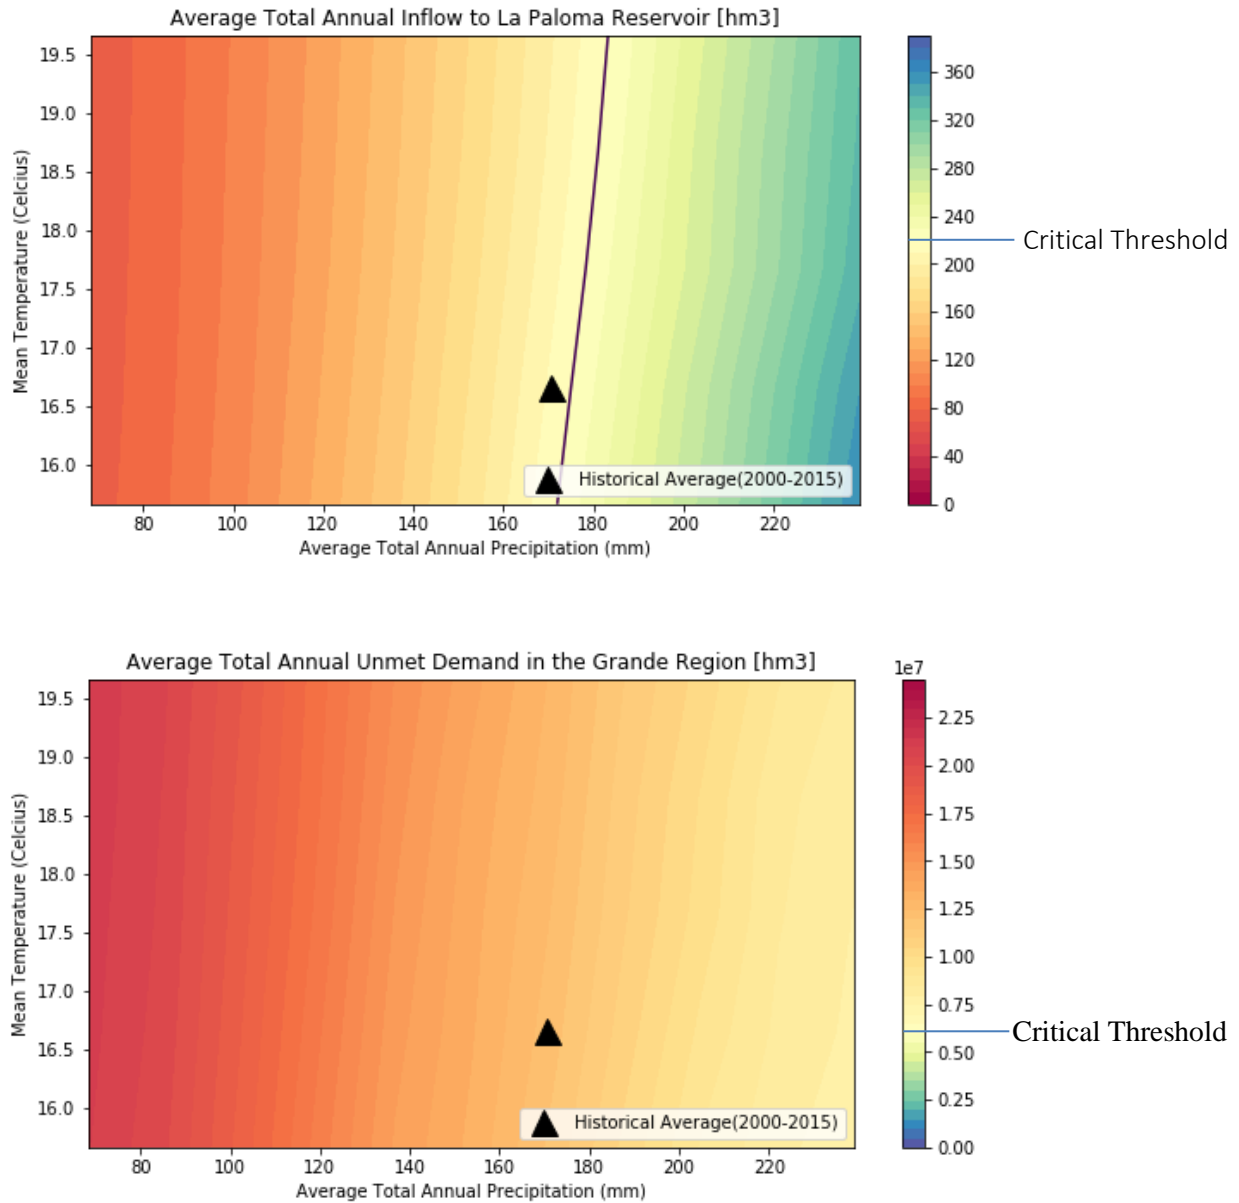 Average Total Annual Inflow to La Paloma Reservoir [hm3]
Mean Temperature (Celcius)
19.5
19.0
18.5
18.0
17.5
17.0
16.5
16.0
Historical Average(2000-2015)
80 100 120 140 160 180 200 220
Average Total Annual Precipitation (mm)
360
320
280
240
Critical Threshold
200
160
120
80
40
0
Average Total Annual Unmet Demand in the Grande Region [hm3]
Mean Temperature (Celcius)
19.5
19.0
18.5
18.0
17.5
17.0
16.5
16.0
Historical Average(2000-2015)
80 100 120 140 160 180 200 220
Average Total Annual Precipitation (mm)
1e7
2.25
2.00
1.75
1.50
1.25
1.00
0.75
Critical Threshold
0.50
0.25
0.00